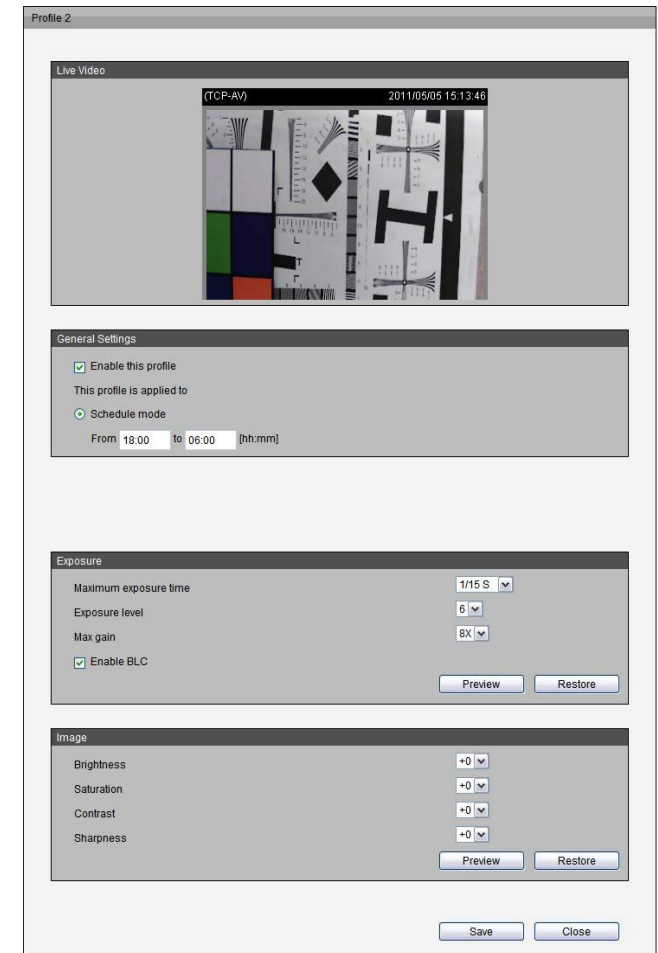 Profile 2
Live Video
(TCP-AV) 2011/05/05 15:13:46
General Settings
Enable this profile
This profile is applied to
Schedule mode
From 18:00 to 06:00 [hh:mm]
Exposure
Maximum exposure time 1/15 S
Exposure level 6
Max gain 8X
Enable BLC
Preview Restore
Image
Brightness +0
Saturation +0
Contrast +0
Sharpness +0
Preview Restore
Save Close